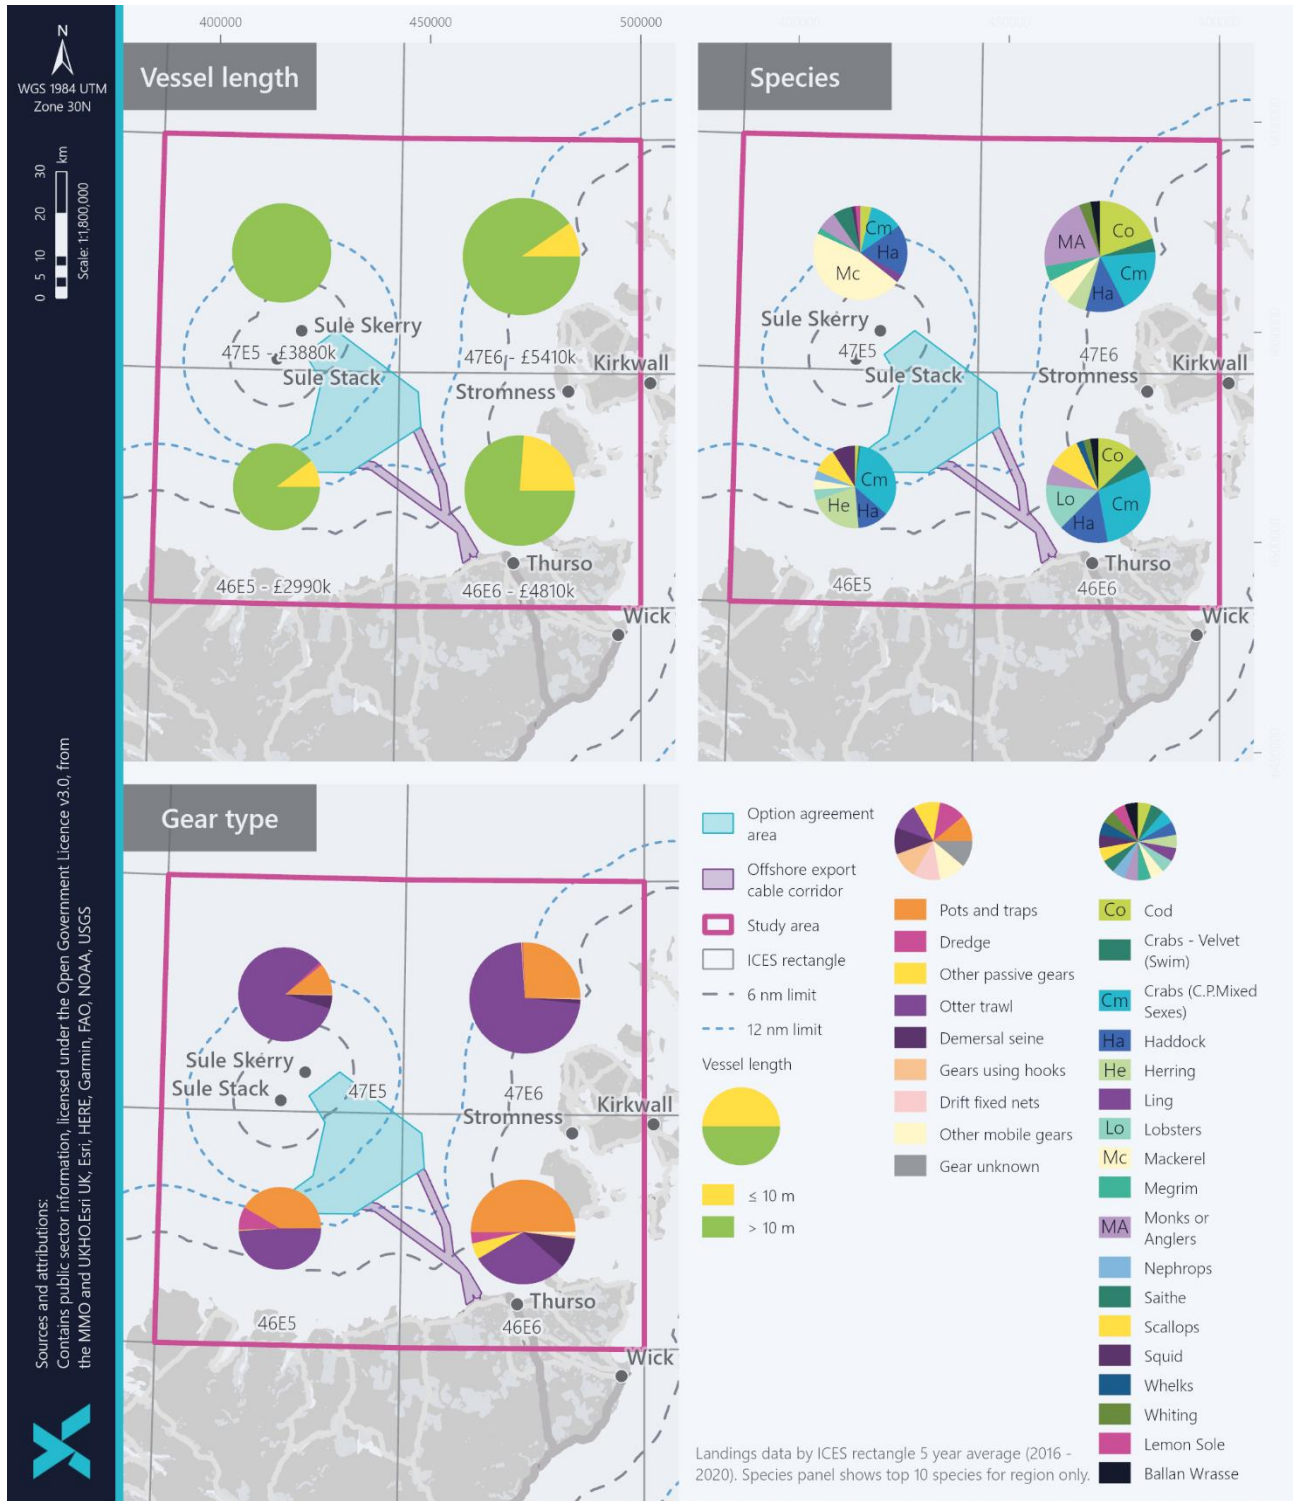 N
WGS 1984 UTM
Zone 30N
0 5 10 20 30
km
Scale: 1:1,800,000
Sources and attributions:
Contains public sector information, licensed under the Open Government Licence v3.0, from
the MMO and UKHO.Esri UK, Esri, HERE, Garmin, FAO, NOAA, USGS
400000
450000
500000
Vessel length
Sule Skerry
47E5 - £3880k
Sule Stack
47E6 - £5410k
Kirkwall
Stromness
46E5 - £2990k
Thurso
46E6 - £4810k
Wick
Species
Cm
Ha
Mc
Co
MA
Cm
Ha
Sule Skerry
47E5
Sule Stack
47E6
Kirkwall
Stromness
Cm
He
Ha
Co
Lo
Cm
Ha
46E5
Thurso
46E6
Wick
Gear type
Sule Skerry
Sule Stack
47E5
47E6
Kirkwall
Stromness
46E5
Thurso
46E6
Wick
Option agreement
area
Offshore export
cable corridor
Study area
ICES rectangle
6 nm limit
12 nm limit
Vessel length
≤ 10 m
> 10 m
Pots and traps
Dredge
Other passive gears
Otter trawl
Demersal seine
Gears using hooks
Drift fixed nets
Other mobile gears
Gear unknown
Co Cod
Crabs - Velvet
(Swim)
Cm Crabs (C.P.Mixed
Sexes)
Ha Haddock
He Herring
Ling
Lo Lobsters
Mc Mackerel
Megrim
MA Monks or
Anglers
Nephrops
Saithe
Scallops
Squid
Whelks
Whiting
Lemon Sole
Ballan Wrasse
Landings data by ICES rectangle 5 year average (2016 -
2020). Species panel shows top 10 species for region only.